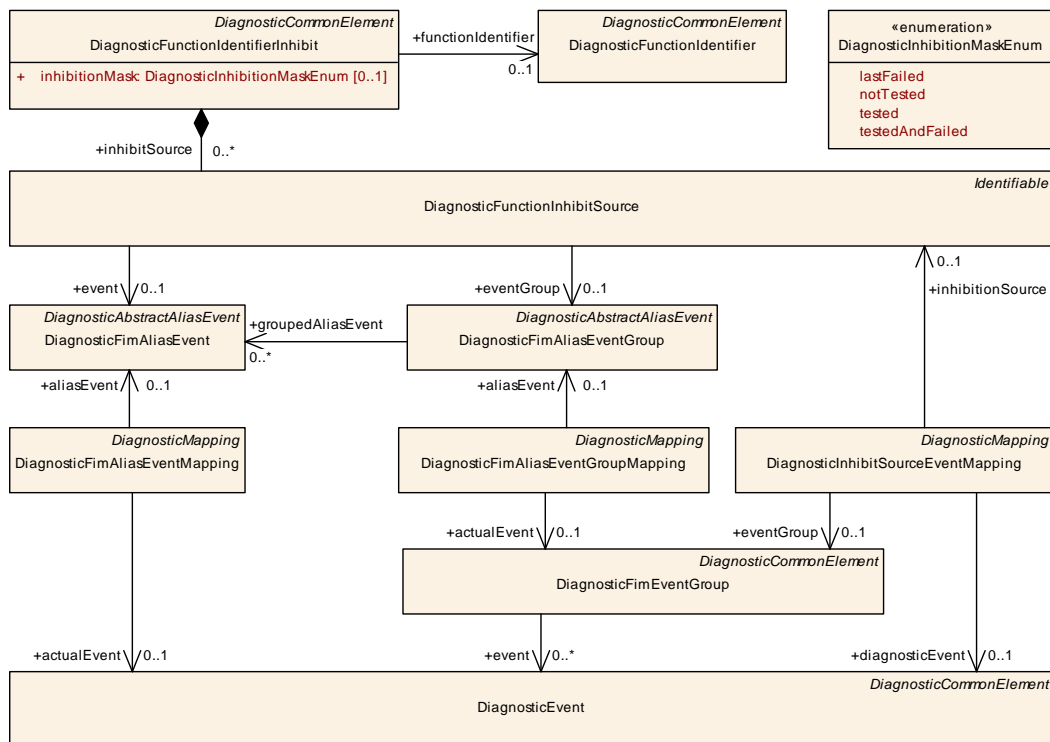 DiagnosticCommonElement
DiagnosticFunctionIdentifierInhibit
+ inhibitionMask: DiagnosticInhibitionMaskEnum [0..1]
+functionIdentifier
0..1
DiagnosticCommonElement
DiagnosticFunctionIdentifier
«enumeration»
DiagnosticInhibitionMaskEnum
lastFailed
notTested
tested
testedAndFailed
+inhibitSource 0..*
Identifiable
DiagnosticFunctionInhibitSource
+event 0..1
+eventGroup 0..1
0..1
+inhibitionSource
DiagnosticAbstractAliasEvent
DiagnosticFimAliasEvent
+groupedAliasEvent
0..*
DiagnosticAbstractAliasEvent
DiagnosticFimAliasEventGroup
+aliasEvent 0..1
+aliasEvent 0..1
DiagnosticMapping
DiagnosticFimAliasEventMapping
DiagnosticMapping
DiagnosticFimAliasEventGroupMapping
DiagnosticMapping
DiagnosticInhibitSourceEventMapping
+actualEvent 0..1
+eventGroup 0..1
DiagnosticCommonElement
DiagnosticFimEventGroup
+actualEvent 0..1
+event 0..*
+diagnosticEvent 0..1
DiagnosticCommonElement
DiagnosticEvent